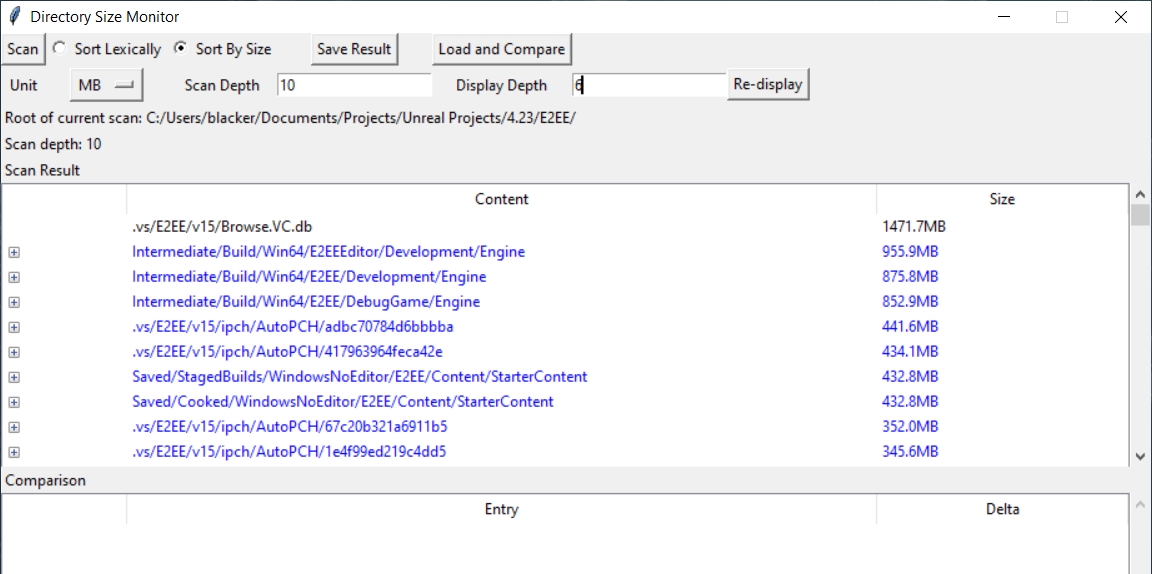 Directory Size Monitor
Scan Sort Lexically Sort By Size Save Result Load and Compare
Unit MB Scan Depth 10 Display Depth 6 Re-display
Root of current scan: C:/Users/blacker/Documents/Projects/Unreal Projects/4.23/E2EE/
Scan depth: 10
Scan Result
Content Size
.vs/E2EE/v15/Browse.VC.db 1471.7MB
Intermediate/Build/Win64/E2EEEditor/Development/Engine 955.9MB
Intermediate/Build/Win64/E2EE/Development/Engine 875.8MB
Intermediate/Build/Win64/E2EE/DebugGame/Engine 852.9MB
.vs/E2EE/v15/ipch/AutoPCH/adbc70784d6bbbba 441.6MB
.vs/E2EE/v15/ipch/AutoPCH/417963964feca42e 434.1MB
Saved/StagedBuilds/WindowsNoEditor/E2EE/Content/StarterContent 432.8MB
Saved/Cooked/WindowsNoEditor/E2EE/Content/StarterContent 432.8MB
.vs/E2EE/v15/ipch/AutoPCH/67c20b321a6911b5 352.0MB
.vs/E2EE/v15/ipch/AutoPCH/1e4f99ed219c4dd5 345.6MB
Comparison
Entry Delta